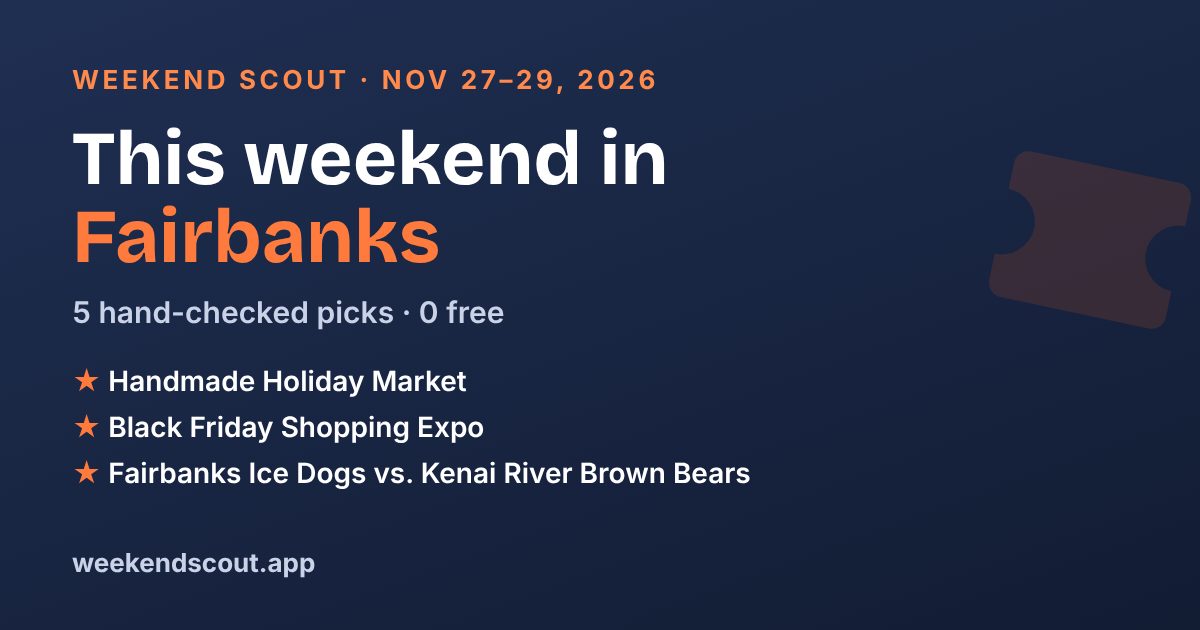 WEEKEND SCOUT · NOV 27–29, 2026
This weekend in
Fairbanks
5 hand-checked picks · 0 free
★ Handmade Holiday Market
★ Black Friday Shopping Expo
★ Fairbanks Ice Dogs vs. Kenai River Brown Bears
weekendscout.app